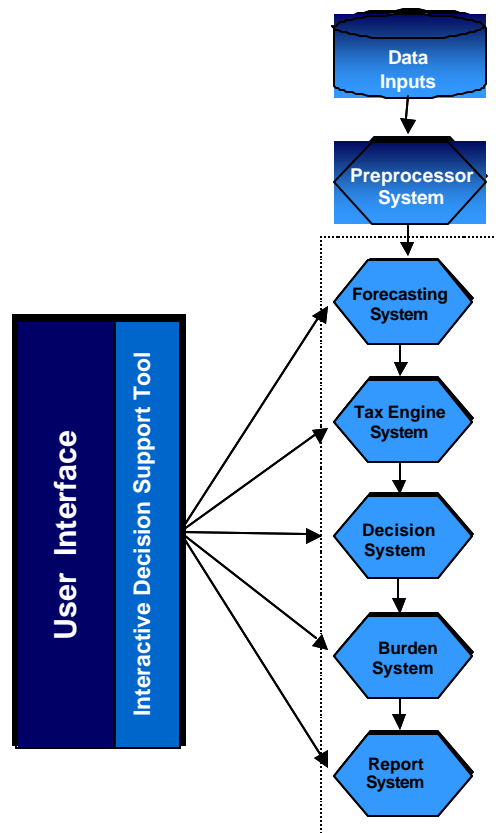 Data
Inputs
Preprocessor
System
Forecasting
System
Tax Engine
System
Decision
System
Burden
System
Report
System
User Interface
Interactive Decision Support Tool